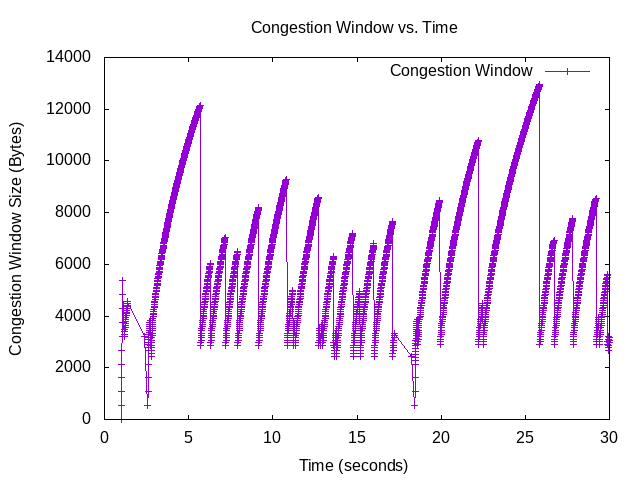 Congestion Window vs. Time
Congestion Window
Congestion Window Size (Bytes)
14000
12000
10000
8000
6000
4000
2000
0
0 5 10 15 20 25 30
Time (seconds)